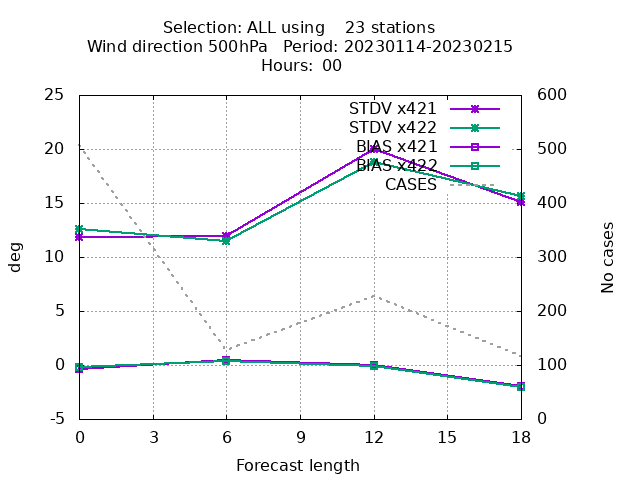 Selection: ALL using    23 stations
Wind direction 500hPa   Period: 20230114-20230215
Hours: 00
25
20
15
10
5
0
-5
600
500
400
300
200
100
0
STDV x421
STDV x422
BIAS x421
BIAS x422
CASES
deg
No cases
0 3 6 9 12 15 18
Forecast length